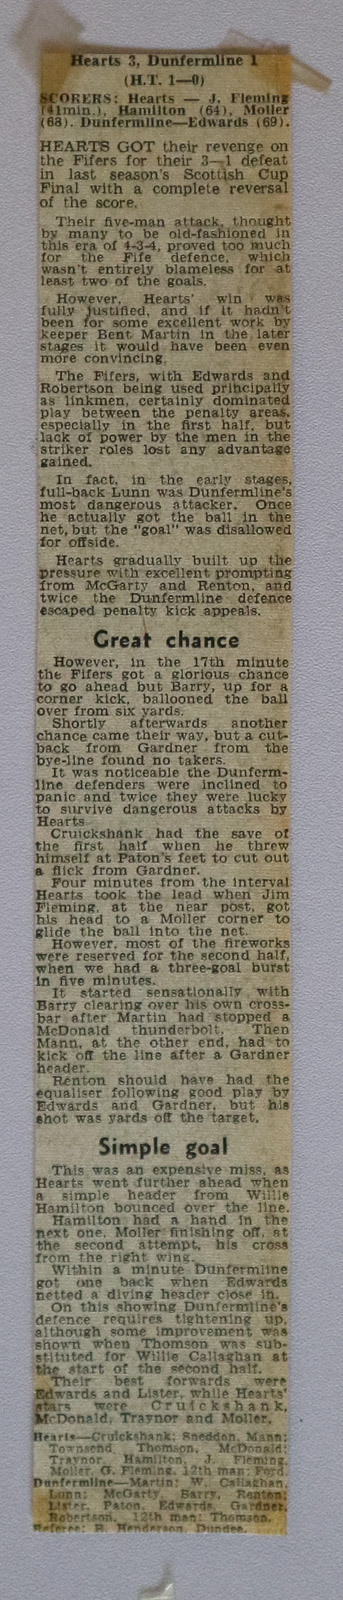 Hearts 3, Dunfermline 1
(H.T. 1—0)
SCORERS: Hearts — J. Fleming
(41min.), Hamilton (64), Moller
(68). Dunfermline—Edwards (69).
HEARTS GOT their revenge on
the Fifers for their 3—1 defeat
in last season's Scottish Cup
Final with a complete reversal
of the score.
Their five-man attack, thought
by many to be old-fashioned in
this era of 4-3-4, proved too much
for the Fife defence, which
wasn't entirely blameless for at
least two of the goals.
However, Hearts' win was
fully justified, and if it hadn't
been for some excellent work by
keeper Bent Martin in the later
stages it would have been even
more convincing.
The Fifers, with Edwards and
Robertson being used principally
as linkmen, certainly dominated
play between the penalty areas,
especially in the first half, but
lack of power by the men in the
striker roles lost any advantage
gained.
In fact, in the early stages,
full-back Lunn was Dunfermline's
most dangerous attacker. Once
he actually got the ball in the
net, but the "goal" was disallowed
for offside.
Hearts gradually built up the
pressure with excellent prompting
from McGarty and Renton, and
twice the Dunfermline defence
escaped penalty kick appeals.
Great chance
However, in the 17th minute
the Fifers got a glorious chance
to go ahead but Barry, up for a
corner kick, ballooned the ball
over from six yards.
Shortly afterwards another
chance came their way, but a cut-
back from Gardner from the
bye-line found no takers.
It was noticeable the Dunferm-
line defenders were inclined to
panic and twice they were lucky
to survive dangerous attacks by
Hearts.
Cruickshank had the save of
the first half when he threw
himself at Paton's feet to cut out
a flick from Gardner.
Four minutes from the interval
Hearts took the lead when Jim
Fleming, at the near post, got
his head to a Moller corner to
glide the ball into the net.
However, most of the fireworks
were reserved for the second half,
when we had a three-goal burst
in five minutes.
It started sensationally with
Barry clearing over his own cross-
bar after Martin had stopped a
McDonald thunderbolt. Then
Mann, at the other end, had to
kick off the line after a Gardner
header.
Renton should have had the
equaliser following good play by
Edwards and Gardner, but his
shot was yards off the target.
Simple goal
This was an expensive miss, as
Hearts went further ahead when
a simple header from Willie
Hamilton bounced over the line.
Hamilton had a hand in the
next one, Moller finishing off, at
the second attempt, his cross
from the right wing.
Within a minute Dunfermline
got one back when Edwards
netted a diving header close in.
On this showing Dunfermline's
defence requires tightening up,
although some improvement was
shown when Thomson was sub-
stituted for Willie Callaghan at
the start of the second half.
Their best forwards were
Edwards and Lister, while Hearts'
stars were Cruickshank,
McDonald, Traynor and Moller.
Hearts—Cruickshank; Sneddon, Mann;
Townsend, Thomson, McDonald;
Traynor, Hamilton, J. Fleming,
Moller, G. Fleming. 12th man: Ford.
Dunfermline—Martin; W. Callaghan,
Lunn; McGarty, Barry, Renton;
Lister, Paton, Edwards, Gardner,
Robertson. 12th man: Thomson.
Referee: R. Henderson, Dundee.